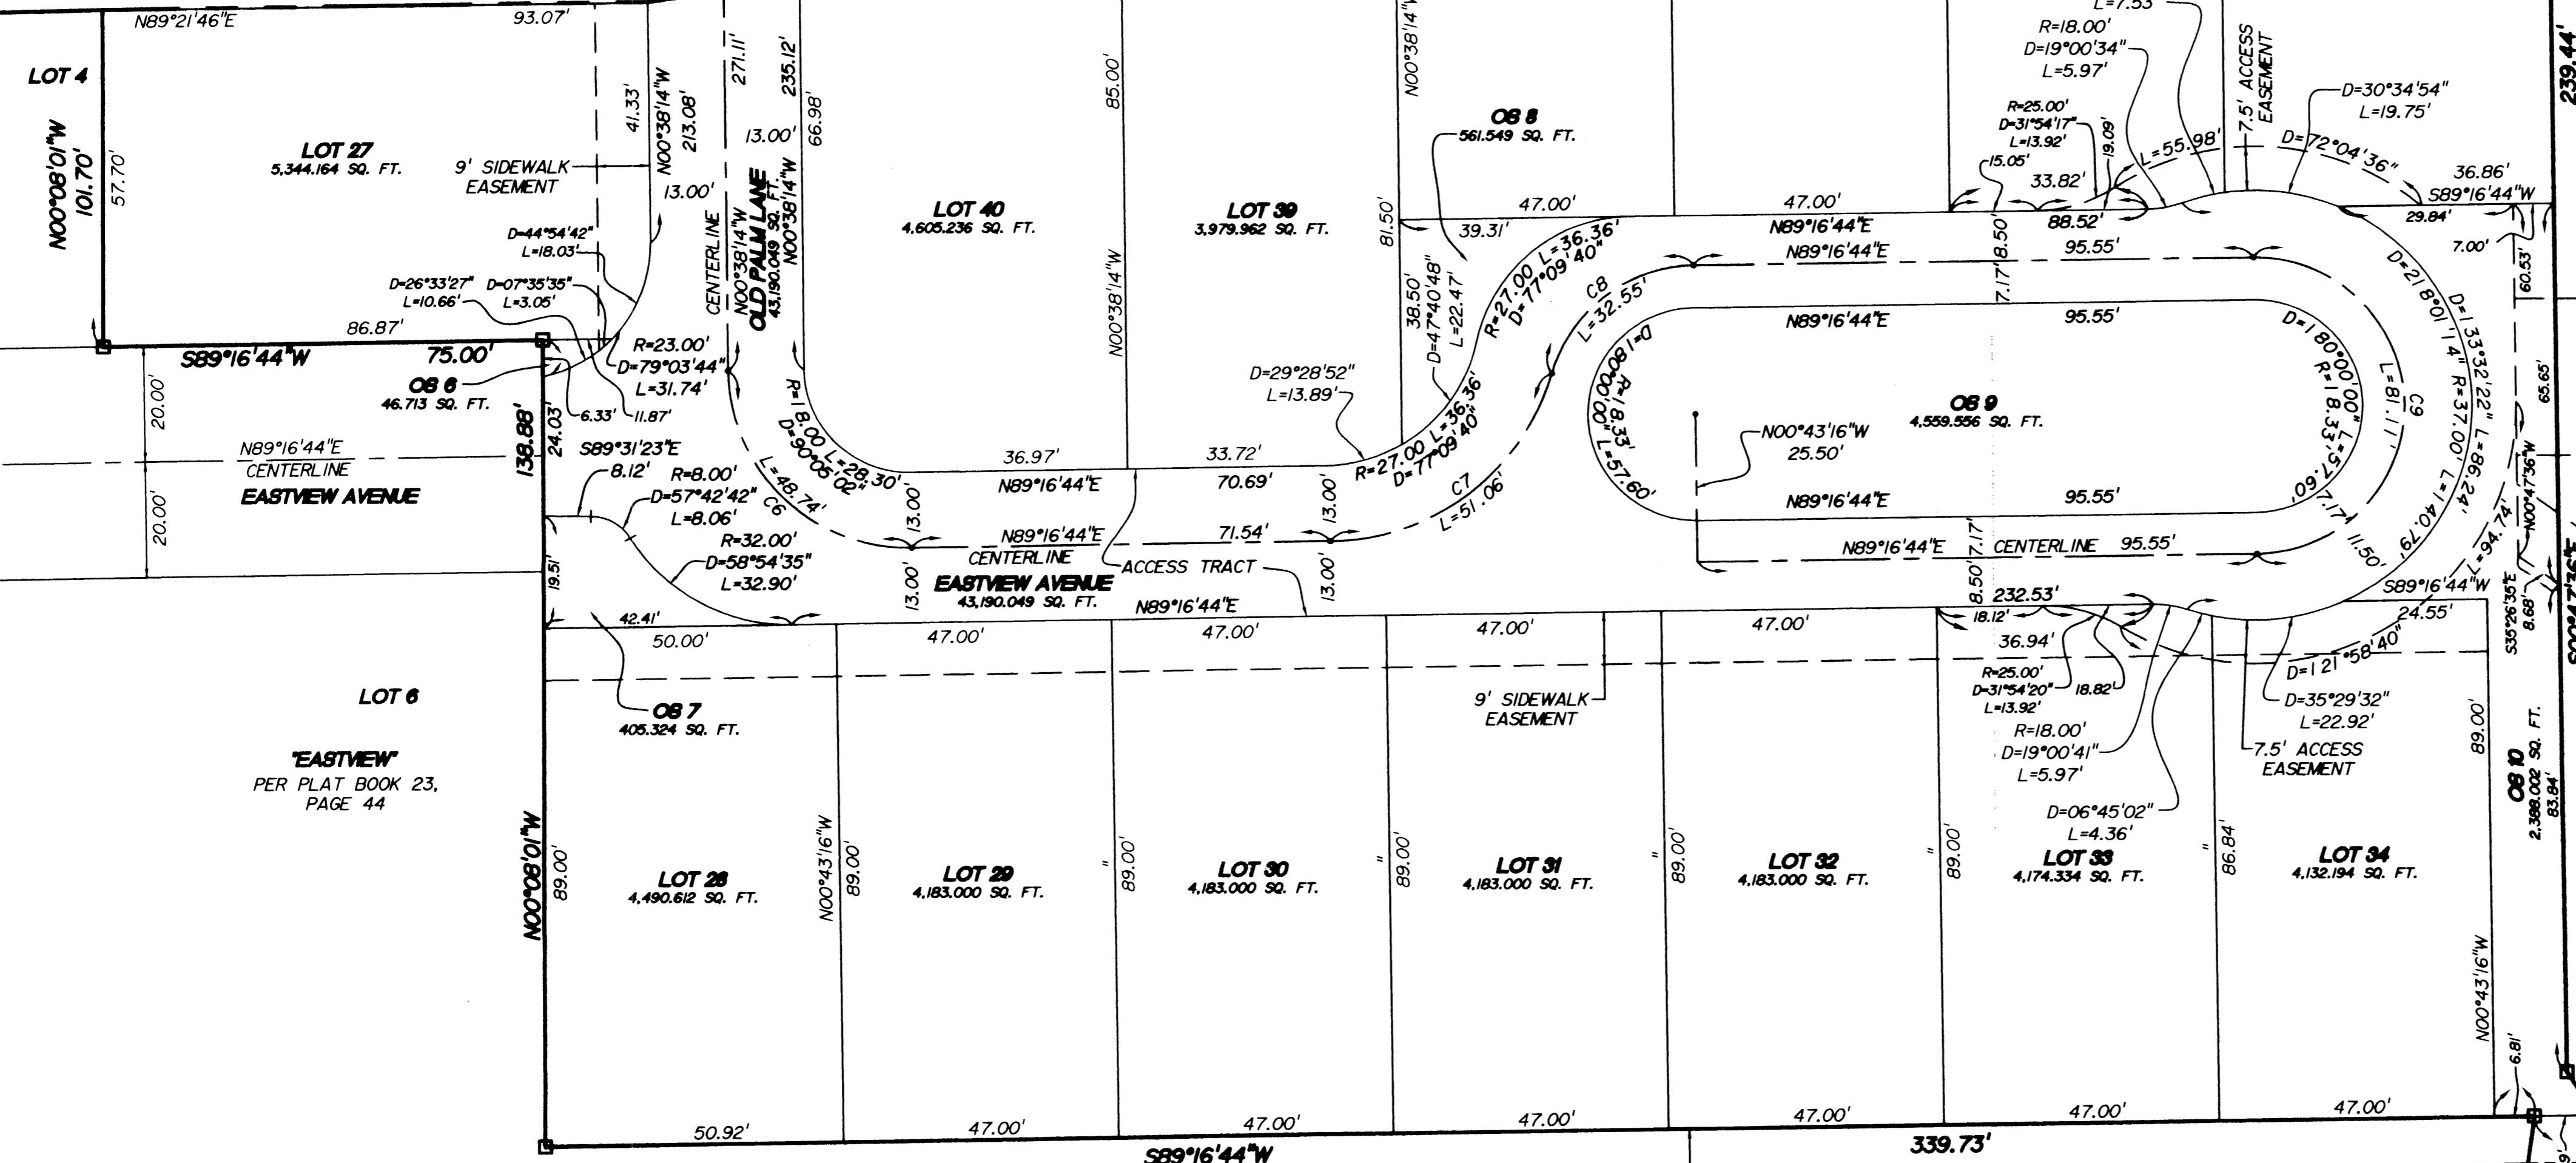 N89°21'46"E
93.07'
LOT 4
N00°08'01"W
101.70'
57.70'
LOT 27
5,344.164 SQ. FT.
9' SIDEWALK
EASEMENT
41.33'
N00°38'14"W
213.08'
13.00'
D=44°54'42"
L=18.03'
D=26°33'27"
L=10.66'
D=07°35'35"
L=3.05'
86.87'
S89°16'44"W
75.00'
R=23.00'
D=79°03'44"
L=31.74'
OB 6
46.713 SQ. FT.
6.33'
11.87'
20.00'
20.00'
N89°16'44"E
CENTERLINE
EASTVIEW AVENUE
138.88'
24.03'
S89°31'23"E
8.12'
R=8.00'
D=57°42'42"
L=8.06'
R=32.00'
D=58°54'35"
L=32.90'
19.51'
42.41'
50.00'
LOT 6
"EASTVIEW"
PER PLAT BOOK 23,
PAGE 44
OB 7
405.324 SQ. FT.
271.11'
235.12'
13.00'
66.98'
CENTERLINE
N00°38'14"W
OLD PALM LANE
43,190.049 SQ. FT.
N00°38'14"W
R=18.00 L=28.30'
D=90°05'02"
L=48.74'
C6
85.00'
LOT 40
4,605.236 SQ. FT.
N00°38'14"W
LOT 39
3,979.962 SQ. FT.
N00°38'14"W
81.50'
38.50'
OB 8
561.549 SQ. FT.
47.00'
39.31'
D=47°40'48"
L=22.47'
R=27.00 L=36.36'
D=77°09'40"
D=29°28'52"
L=13.89'
R=27.00 L=36.36'
D=77°09'40"
C7
L=51.06'
C8
L=32.55'
36.97'
33.72'
N89°16'44"E
70.69'
13.00'
13.00'
N89°16'44"E
71.54'
CENTERLINE
ACCESS TRACT
EASTVIEW AVENUE
43,190.049 SQ. FT.
13.00'
13.00'
N89°16'44"E
47.00'
N89°16'44"E
88.52'
N89°16'44"E
95.55'
7.17' 8.50'
N89°16'44"E
95.55'
D=180°00'00"
R=18.33' L=57.60'
OB 9
4,559.556 SQ. FT.
N00°43'16"W
25.50'
D=180°00'00"
R=18.33' L=57.60'
N89°16'44"E
95.55'
7.17'
11.50'
N89°16'44"E
CENTERLINE
95.55'
8.50' 7.17'
232.53'
L=7.53'
R=18.00'
D=19°00'34"
L=5.97'
R=25.00'
D=31°54'17"
L=13.92'
15.05'
19.09'
33.82'
L=55.98'
D=72°04'36"
7.5' ACCESS
EASEMENT
D=30°34'54"
L=19.75'
36.86'
S89°16'44"W
29.84'
7.00'
239.44'
60.53'
65.65'
D=218°01'14" R=37.00' L=140.79'
D=133°32'22" L=86.24'
C9
L=81.11'
N00°47'36"W
L=94.74'
S89°16'44"W
24.55'
S35°26'35"E
8.68'
S00°47'36"E
D=121°58'40"
D=35°29'32"
L=22.92'
7.5' ACCESS
EASEMENT
18.12'
36.94'
R=25.00'
D=31°54'20"
L=13.92'
18.82'
R=18.00'
D=19°00'41"
L=5.97'
D=06°45'02"
L=4.36'
9' SIDEWALK
EASEMENT
47.00'
47.00'
47.00'
47.00'
N00°08'01"W
89.00'
LOT 28
4,490.612 SQ. FT.
N00°43'16"W
89.00'
LOT 29
4,183.000 SQ. FT.
"
89.00'
LOT 30
4,183.000 SQ. FT.
"
89.00'
LOT 31
4,183.000 SQ. FT.
"
89.00'
LOT 32
4,183.000 SQ. FT.
"
89.00'
LOT 33
4,174.334 SQ. FT.
"
86.84'
LOT 34
4,132.194 SQ. FT.
89.00'
N00°43'16"W
OB 10
2,388.002 SQ. FT.
83.84'
6.81'
50.92'
47.00'
47.00'
47.00'
47.00'
47.00'
47.00'
S89°16'44"W
339.73'